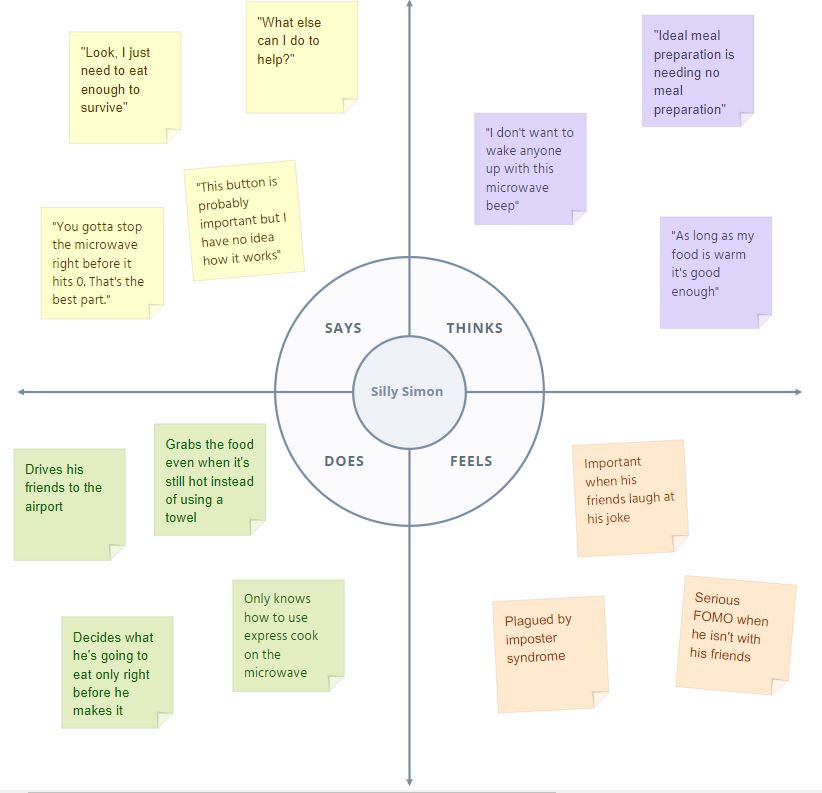 "Look, I just
need to eat
enough to
survive"
"What else
can I do to
help?"
"You gotta stop
the microwave
right before it
hits 0. That's the
best part."
"This button is
probably
important but I
have no idea
how it works"
"I don't want to
wake anyone
up with this
microwave
beep"
"Ideal meal
preparation is
needing no
meal
preparation"
"As long as my
food is warm
it's good
enough"
SAYS
THINKS
Silly Simon
DOES
FEELS
Drives his
friends to the
airport
Grabs the food
even when it's
still hot instead
of using a
towel
Decides what
he's going to
eat only right
before he
makes it
Only knows
how to use
express cook
on the
microwave
Important
when his
friends laugh at
his joke
Plagued by
imposter
syndrome
Serious
FOMO when
he isn't with
his friends